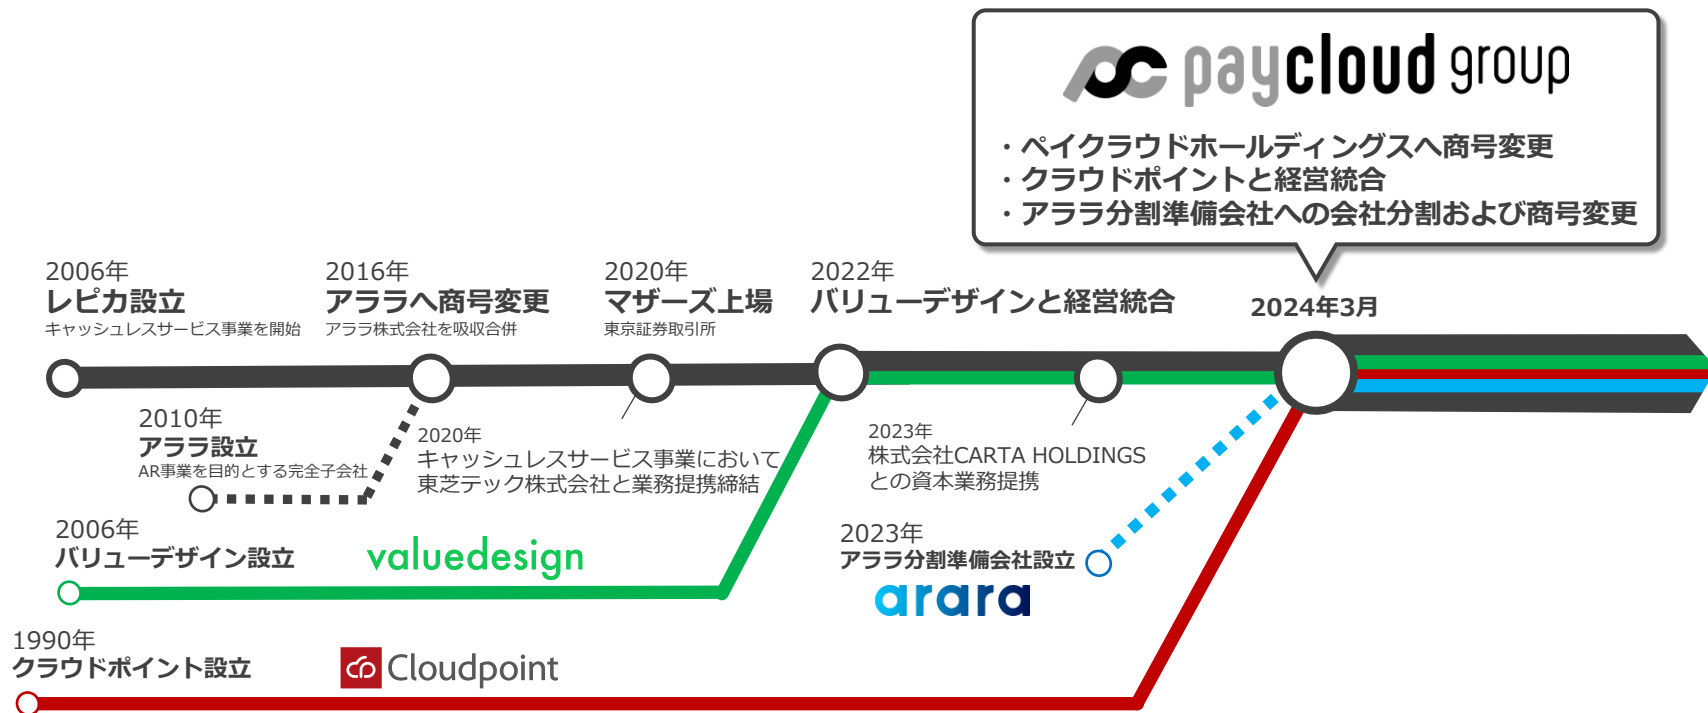 paycloud group
・ペイクラウドホールディングスへ商号変更
・クラウドポイントと経営統合
・アララ分割準備会社への会社分割および商号変更
2006年
レピカ設立
キャッシュレスサービス事業を開始
2016年
アララへ商号変更
アララ株式会社を吸収合併
2020年
マザーズ上場
東京証券取引所
2022年
バリューデザインと経営統合
2024年3月
2010年
アララ設立
AR事業を目的とする完全子会社
2020年
キャッシュレスサービス事業において
東芝テック株式会社と業務提携締結
2023年
株式会社CARTA HOLDINGS
との資本業務提携
2006年
バリューデザイン設立
valuedesign
2023年
アララ分割準備会社設立
arara
1990年
クラウドポイント設立
Cloudpoint